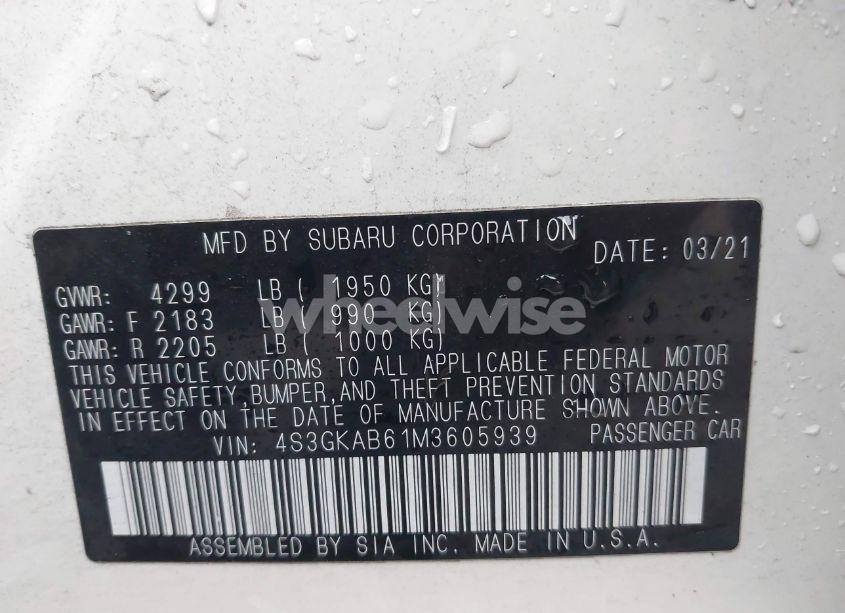 MFD BY SUBARU CORPORATION DATE: 03/21
GVWR: 4299 LB ( 1950 KG)
GAWR: F 2183 LB ( 990 KG)
GAWR: R 2205 LB ( 1000 KG)
wheelwise
THIS VEHICLE CONFORMS TO ALL APPLICABLE FEDERAL MOTOR
VEHICLE SAFETY,BUMPER,AND THEFT PREVENTION STANDARDS
IN EFFECT ON THE DATE OF MANUFACTURE SHOWN ABOVE.
VIN: 4S3GKAB61M3605939 PASSENGER CAR
ASSEMBLED BY SIA INC. MADE IN U.S.A.